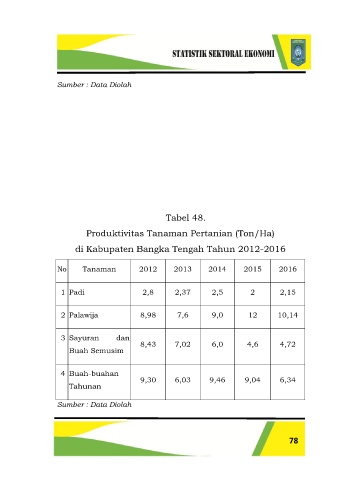 STATISTIK SEKTORAL EKONOMI
Sumber : Data Diolah
Tabel 48.
Produktivitas Tanaman Pertanian (Ton/Ha)
di Kabupaten Bangka Tengah Tahun 2012-2016
No Tanaman 2012 2013 2014 2015 2016
1 Padi 2,8 2,37 2,5 2 2,15
2 Palawija 8,98 7,6 9,0 12 10,14
3 Sayuran dan
Buah Semusim 8,43 7,02 6,0 4,6 4,72
4 Buah-buahan
Tahunan 9,30 6,03 9,46 9,04 6,34
Sumber : Data Diolah
78